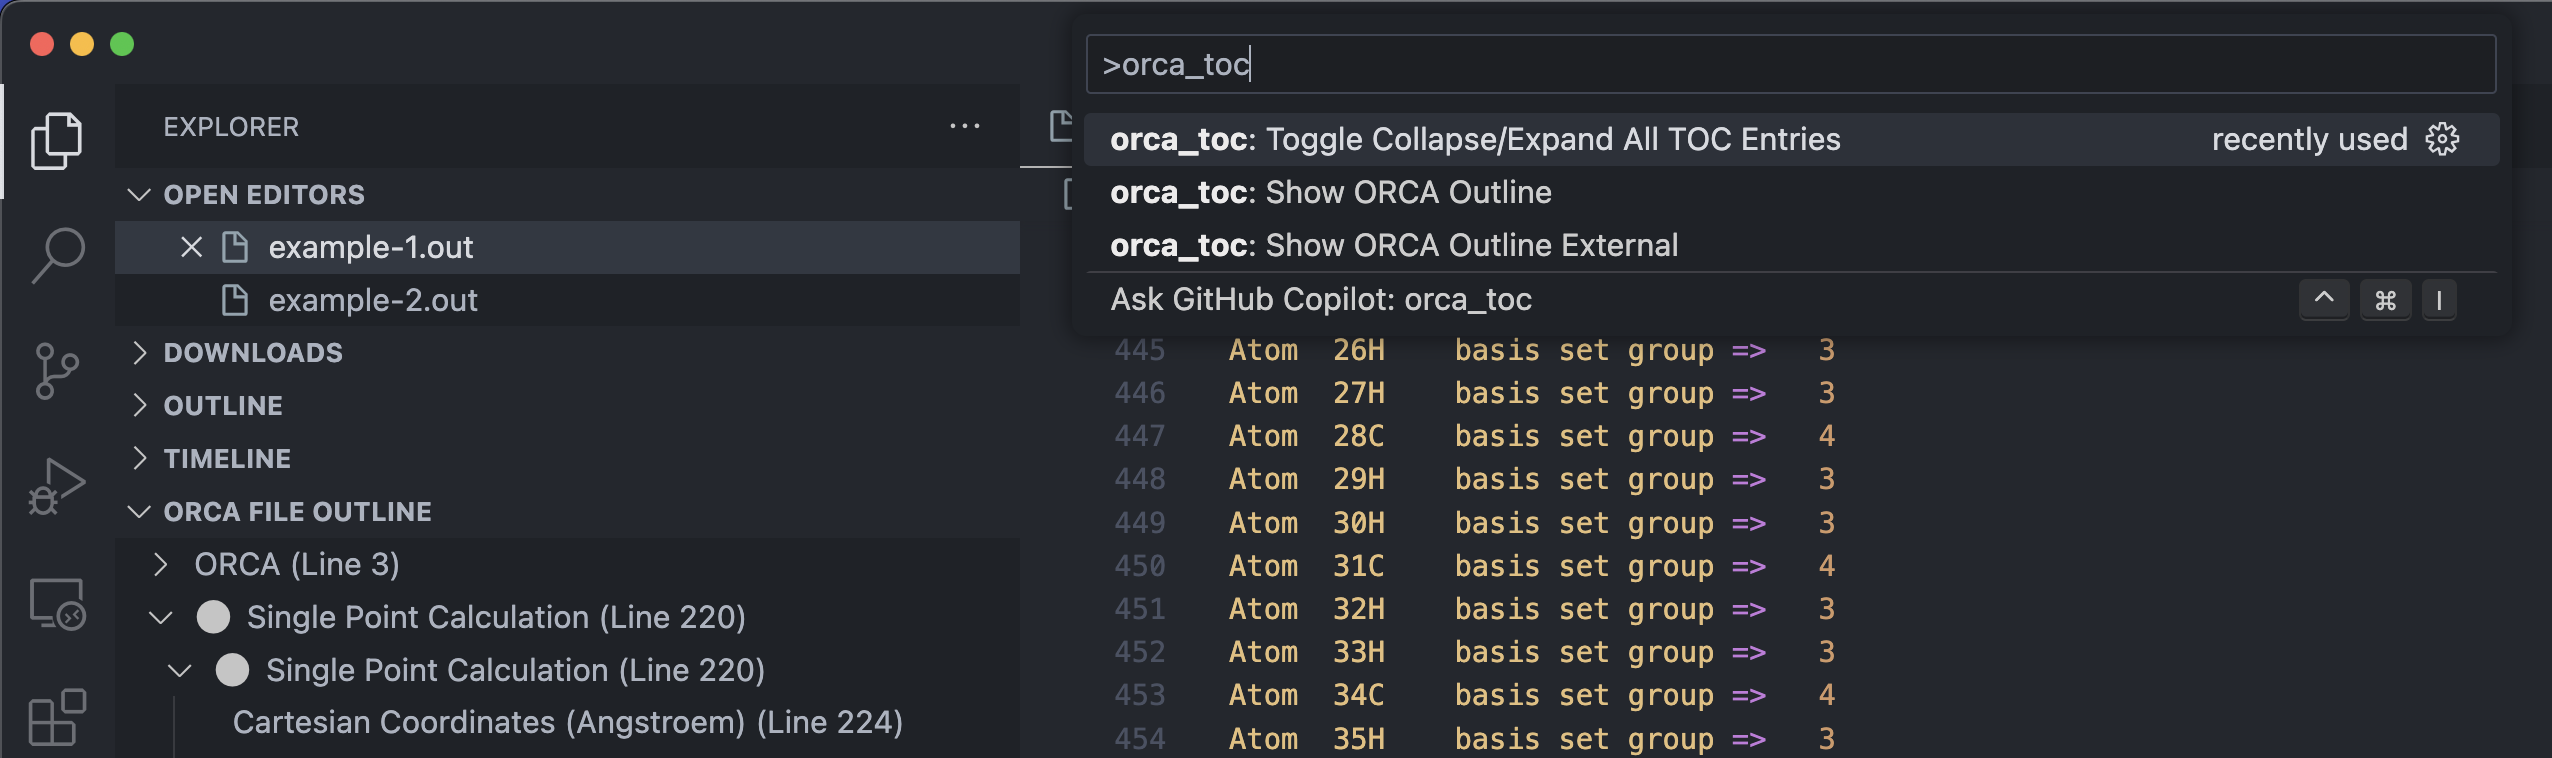 >orca_toc
orca_toc: Toggle Collapse/Expand All TOC Entries recently used
orca_toc: Show ORCA Outline
orca_toc: Show ORCA Outline External
Ask GitHub Copilot: orca_toc ^ ⌘ I
EXPLORER ...
OPEN EDITORS
example-1.out
example-2.out
DOWNLOADS
OUTLINE
TIMELINE
ORCA FILE OUTLINE
ORCA (Line 3)
Single Point Calculation (Line 220)
Single Point Calculation (Line 220)
Cartesian Coordinates (Angstroem) (Line 224)
445 Atom 26H basis set group => 3
446 Atom 27H basis set group => 3
447 Atom 28C basis set group => 4
448 Atom 29H basis set group => 3
449 Atom 30H basis set group => 3
450 Atom 31C basis set group => 4
451 Atom 32H basis set group => 3
452 Atom 33H basis set group => 3
453 Atom 34C basis set group => 4
454 Atom 35H basis set group => 3